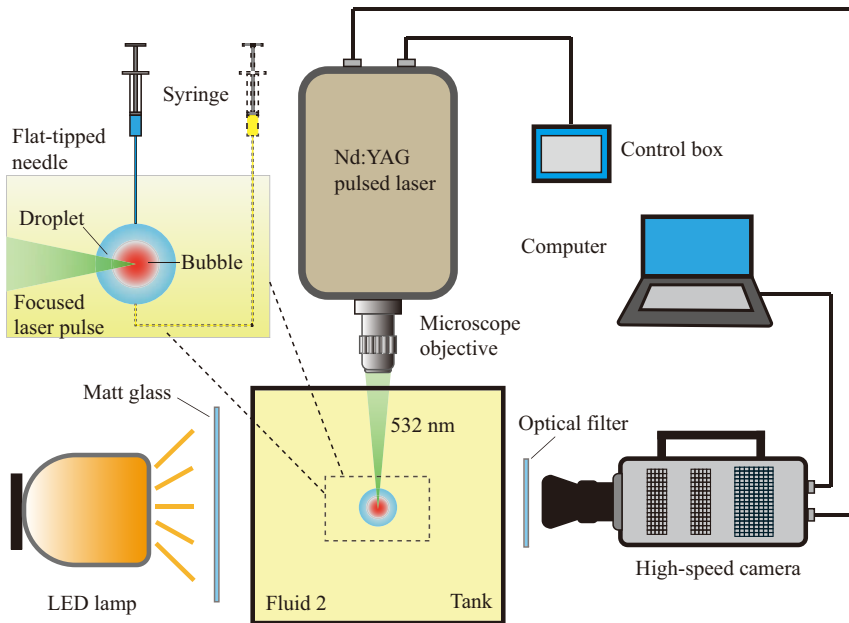 Syringe
Flat-tipped
needle
Droplet
Bubble
Focused
laser pulse
Nd:YAG
pulsed laser
Control box
Computer
Microscope
objective
Matt glass
532 nm
Optical filter
LED lamp
Fluid 2
Tank
High-speed camera